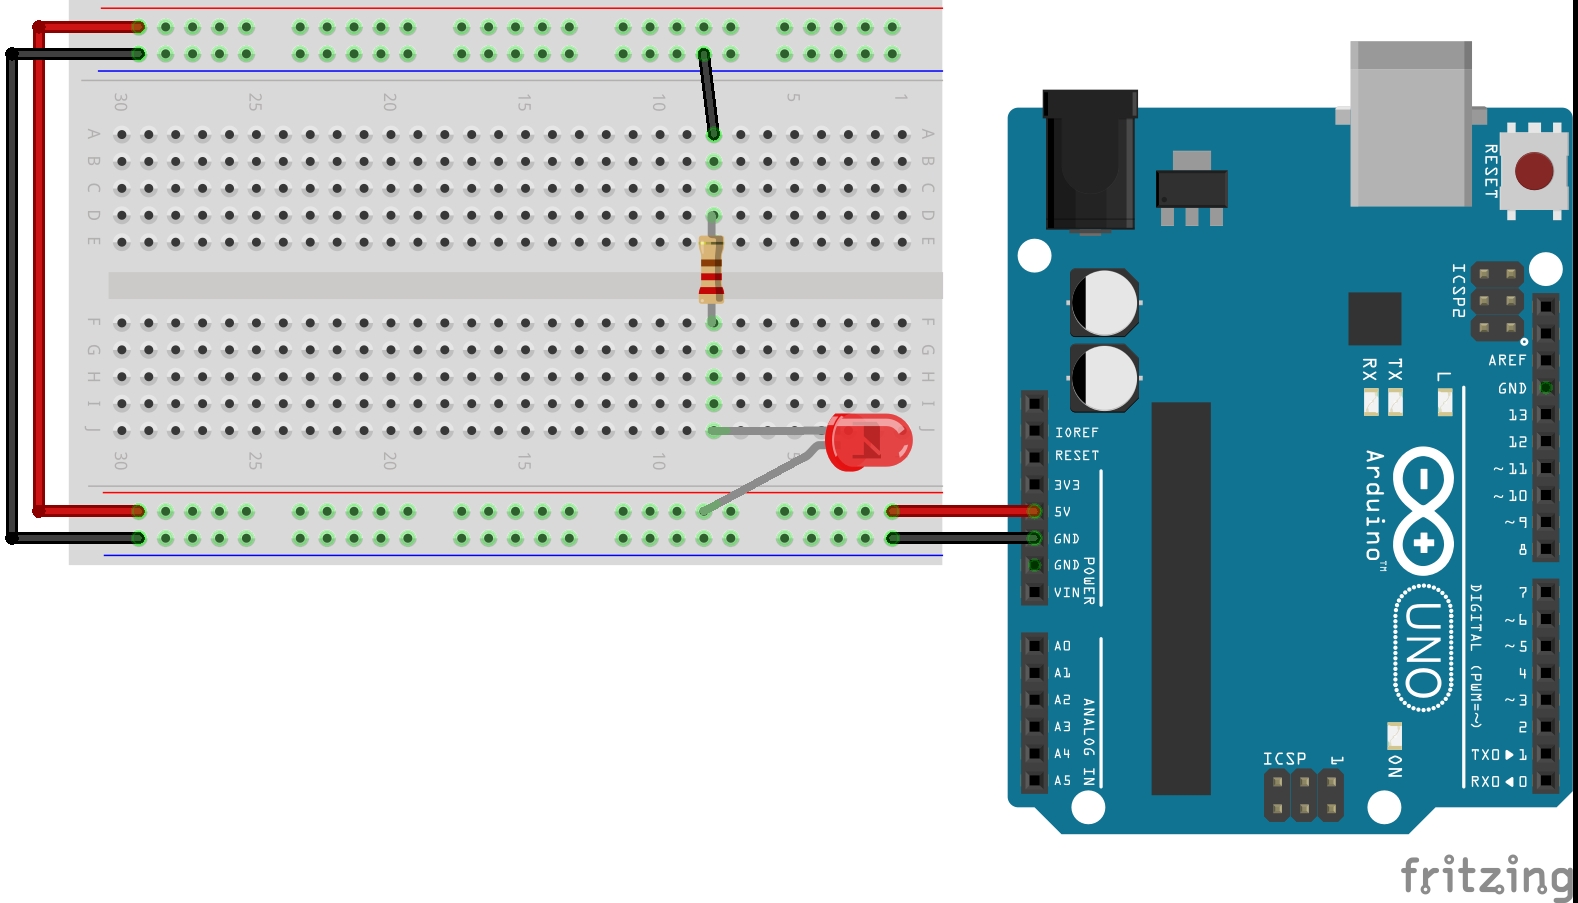 30 25 20 15 10 5 1
A A
B B
C C
D D
E E
F F
G G
H H
I I
J J
30 25 20 15 10 5
RESET
ICSP2
AREF
GND
RX TX L
13
12
~11
~10
~9
8
IOREF
RESET
3V3
5V
GND
GND
VIN
POWER
Arduino™
UNO
7
~6
~5
4
~3
2
TX0▶1
RX0◀0
DIGITAL (PWM=~)
A0
A1
A2
A3
A4
A5
ANALOG IN
ICSP 1
ON
fritzing